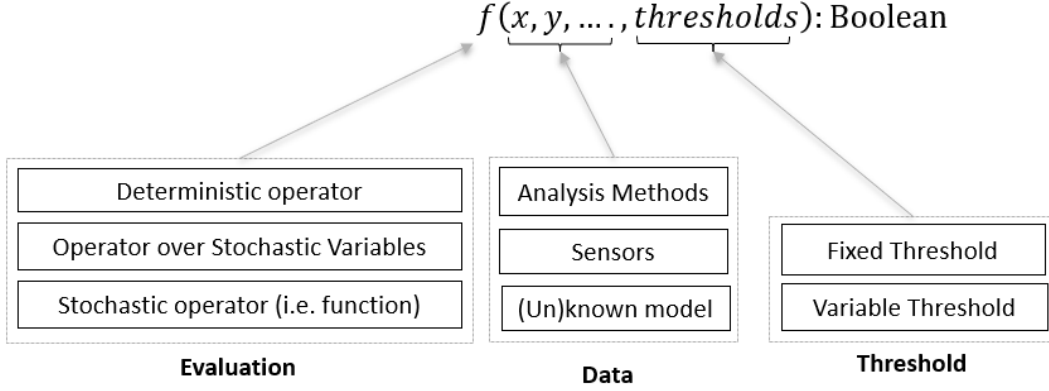 f(x, y, … . , thresholds): Boolean
Deterministic operator
Operator over Stochastic Variables
Stochastic operator (i.e. function)
Evaluation
Analysis Methods
Sensors
(Un)known model
Data
Fixed Threshold
Variable Threshold
Threshold